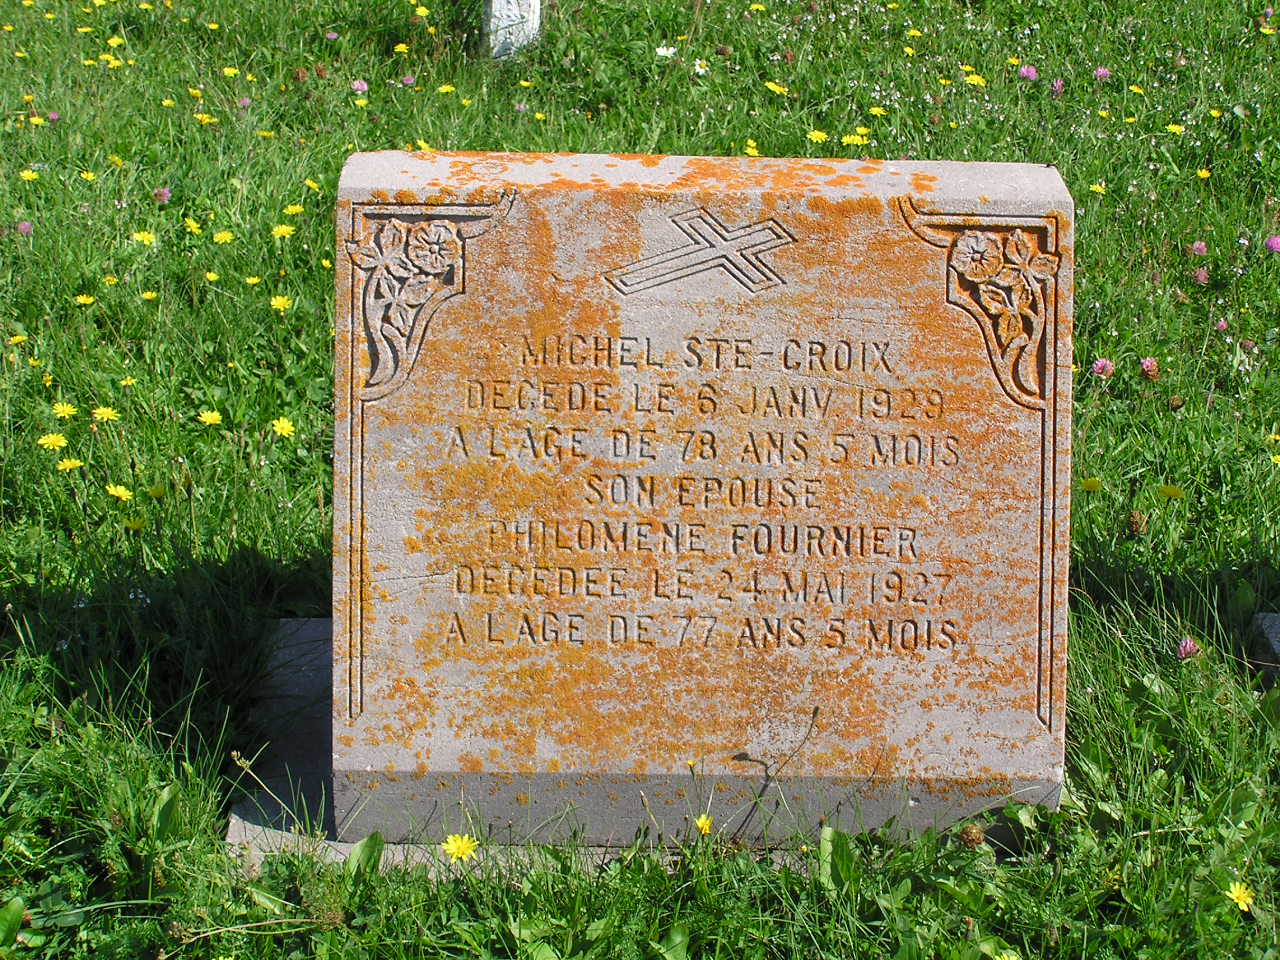 MICHEL STE-CROIX
DECEDE LE 6 JANV. 1929
A L'AGE DE 78 ANS 5 MOIS
SON EPOUSE
PHILOMENE FOURNIER
DECEDEE LE 24 MAI 1927
A L'AGE DE 77 ANS 5 MOIS